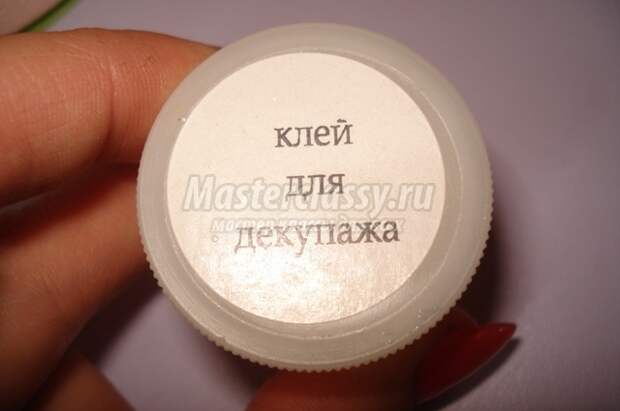 клей
для
Masterclassy.ru
декупажа